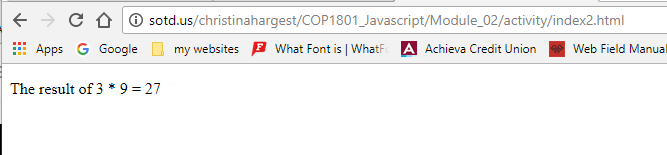 sotd.us/christinahargest/COP1801_Javascript/Module_02/activity/index2.html
Apps Google my websites What Font is | WhatF Achieva Credit Union Web Field Manual
The result of 3 * 9 = 27